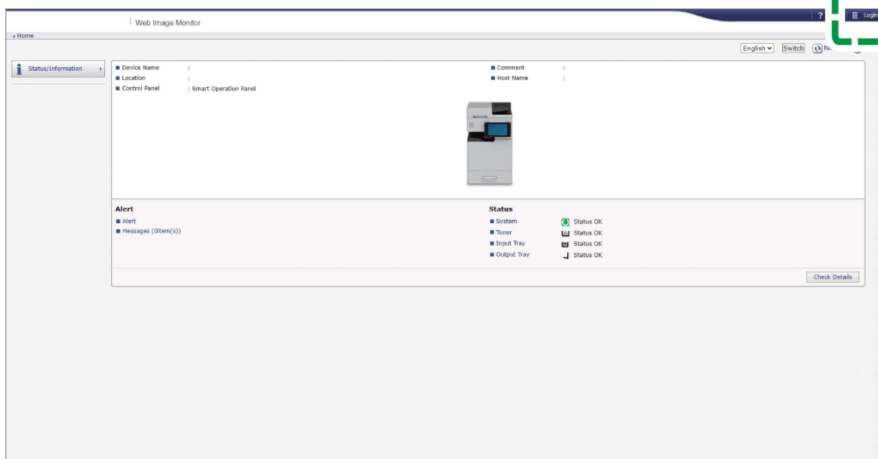 Web Image Monitor
?
Login
Home
English Switch
Status/Information
Device Name :
Comment :
Location :
Host Name :
Control Panel : Smart Operation Panel
Alert
Alert
Messages (0item(s))
Status
System Status OK
Toner Status OK
Input Tray Status OK
Output Tray Status OK
Check Details